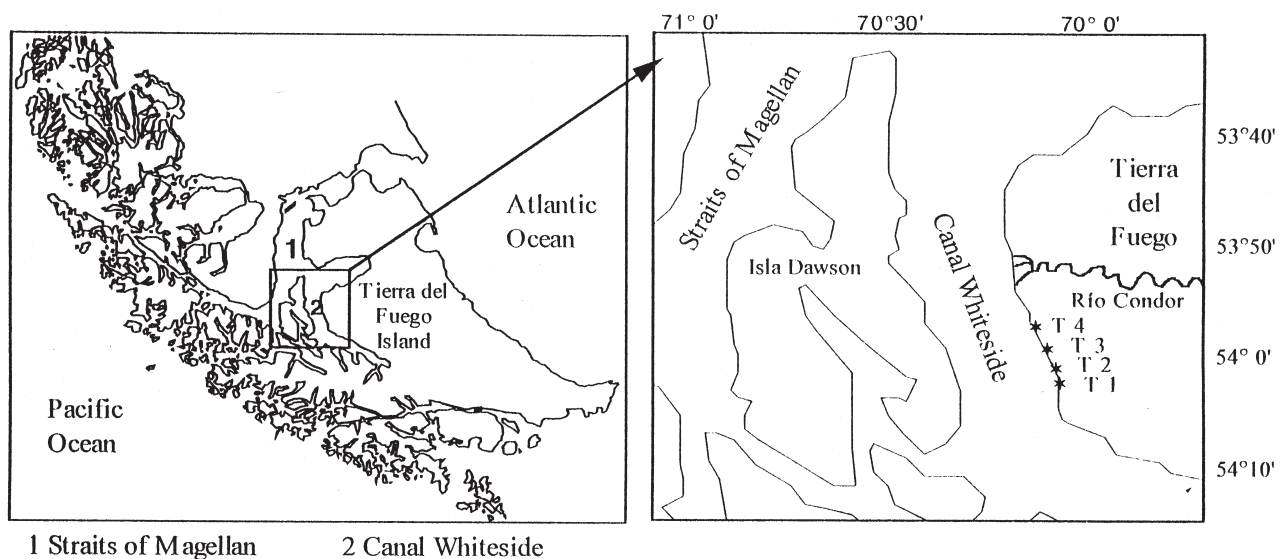 71° 0'
70°30'
70° 0'
Straits of Magellan
53°40'
Tierra
del
Fuego
Atlantic
Ocean
1
Canal Whiteside
53°50'
Isla Dawson
2
Tierra del
Fuego
Island
Río Condor
T 4
T 3
54° 0'
T 2
T 1
Pacific
Ocean
54°10'
1 Straits of Magellan
2 Canal Whiteside